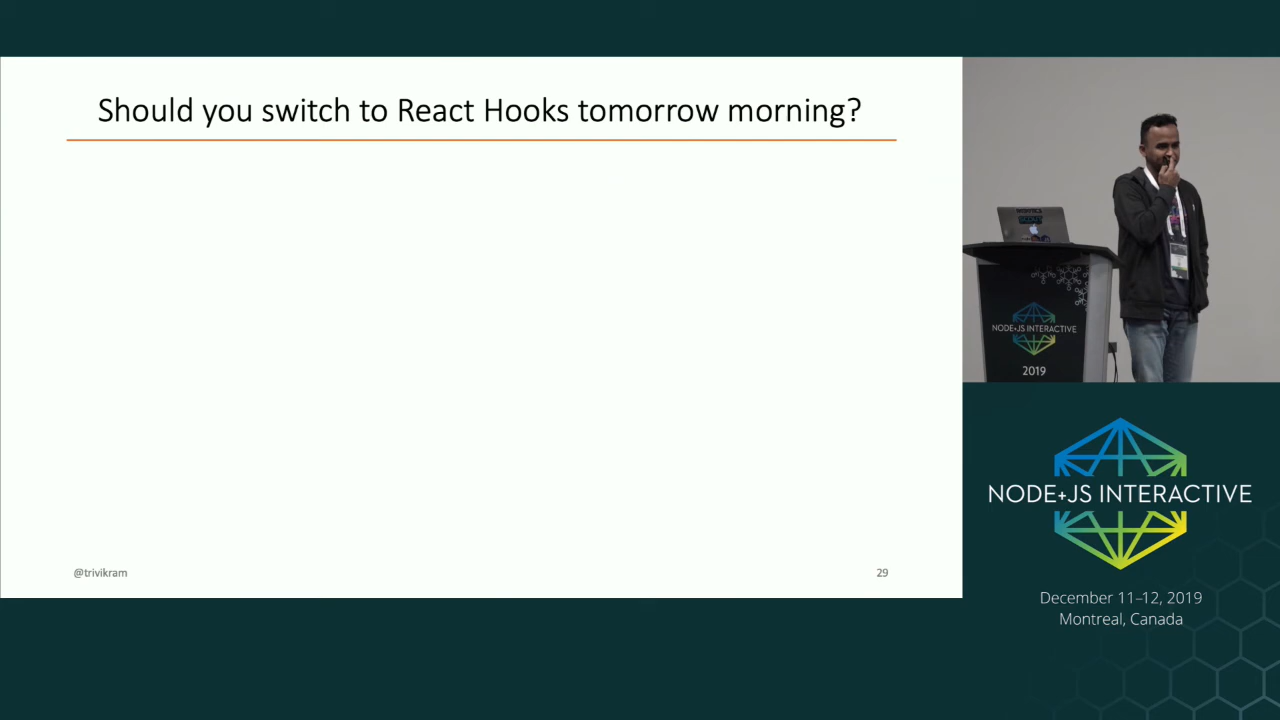 Should you switch to React Hooks tomorrow morning?
@trivikram
29
NODE+JS INTERACTIVE
2019
NODE+JS INTERACTIVE
December 11–12, 2019
Montreal, Canada